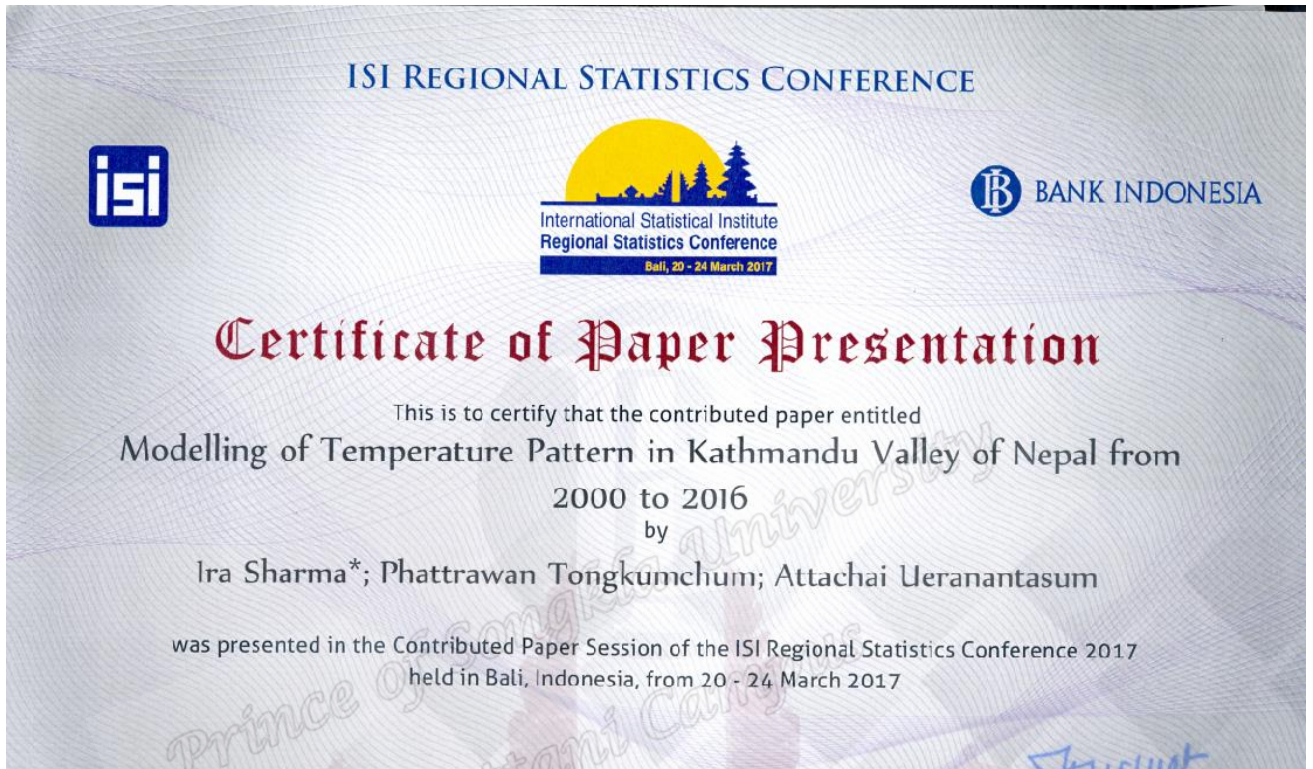 ISI REGIONAL STATISTICS CONFERENCE
isi
International Statistical Institute
Regional Statistics Conference
Bali, 20 - 24 March 2017
BANK INDONESIA
Certificate of Paper Presentation
This is to certify that the contributed paper entitled
Modelling of Temperature Pattern in Kathmandu Valley of Nepal from
2000 to 2016
by
Ira Sharma*; Phattrawan Tongkumchum; Attachai Ueranantasum
was presented in the Contributed Paper Session of the ISI Regional Statistics Conference 2017
held in Bali, Indonesia, from 20 - 24 March 2017
Prince of Songkla University
Pattani Campus